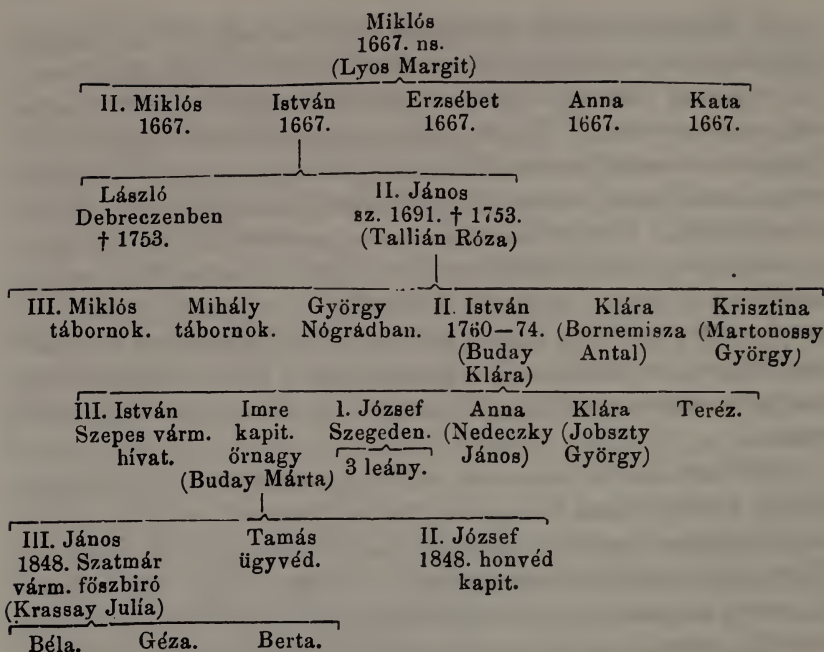 Miklós
1667. ns.
(Lyos Margit)
II. Miklós István Erzsébet Anna Kata
1667. 1667. 1667. 1667. 1667.
László II. János
Debreczenben sz. 1691. † 1753.
† 1753. (Tallián Róza)
III. Miklós Mihály György II. István Klára Krisztina
tábornok. tábornok. Nógrádban. 1760—74. (Bornemisza (Martonossy
(Buday Antal) György)
Klára)
III. István Imre I. József Anna Klára Teréz.
Szepes várm. kapit. Szegeden. (Nedeczky (Jobszty
hívat. őrnagy 3 leány. János) György)
(Buday Márta)
III. János Tamás II. József
1848. Szatmár ügyvéd. 1848. honvéd
várm. főszbiró kapit.
(Krassay Julía)
Béla. Géza. Berta.